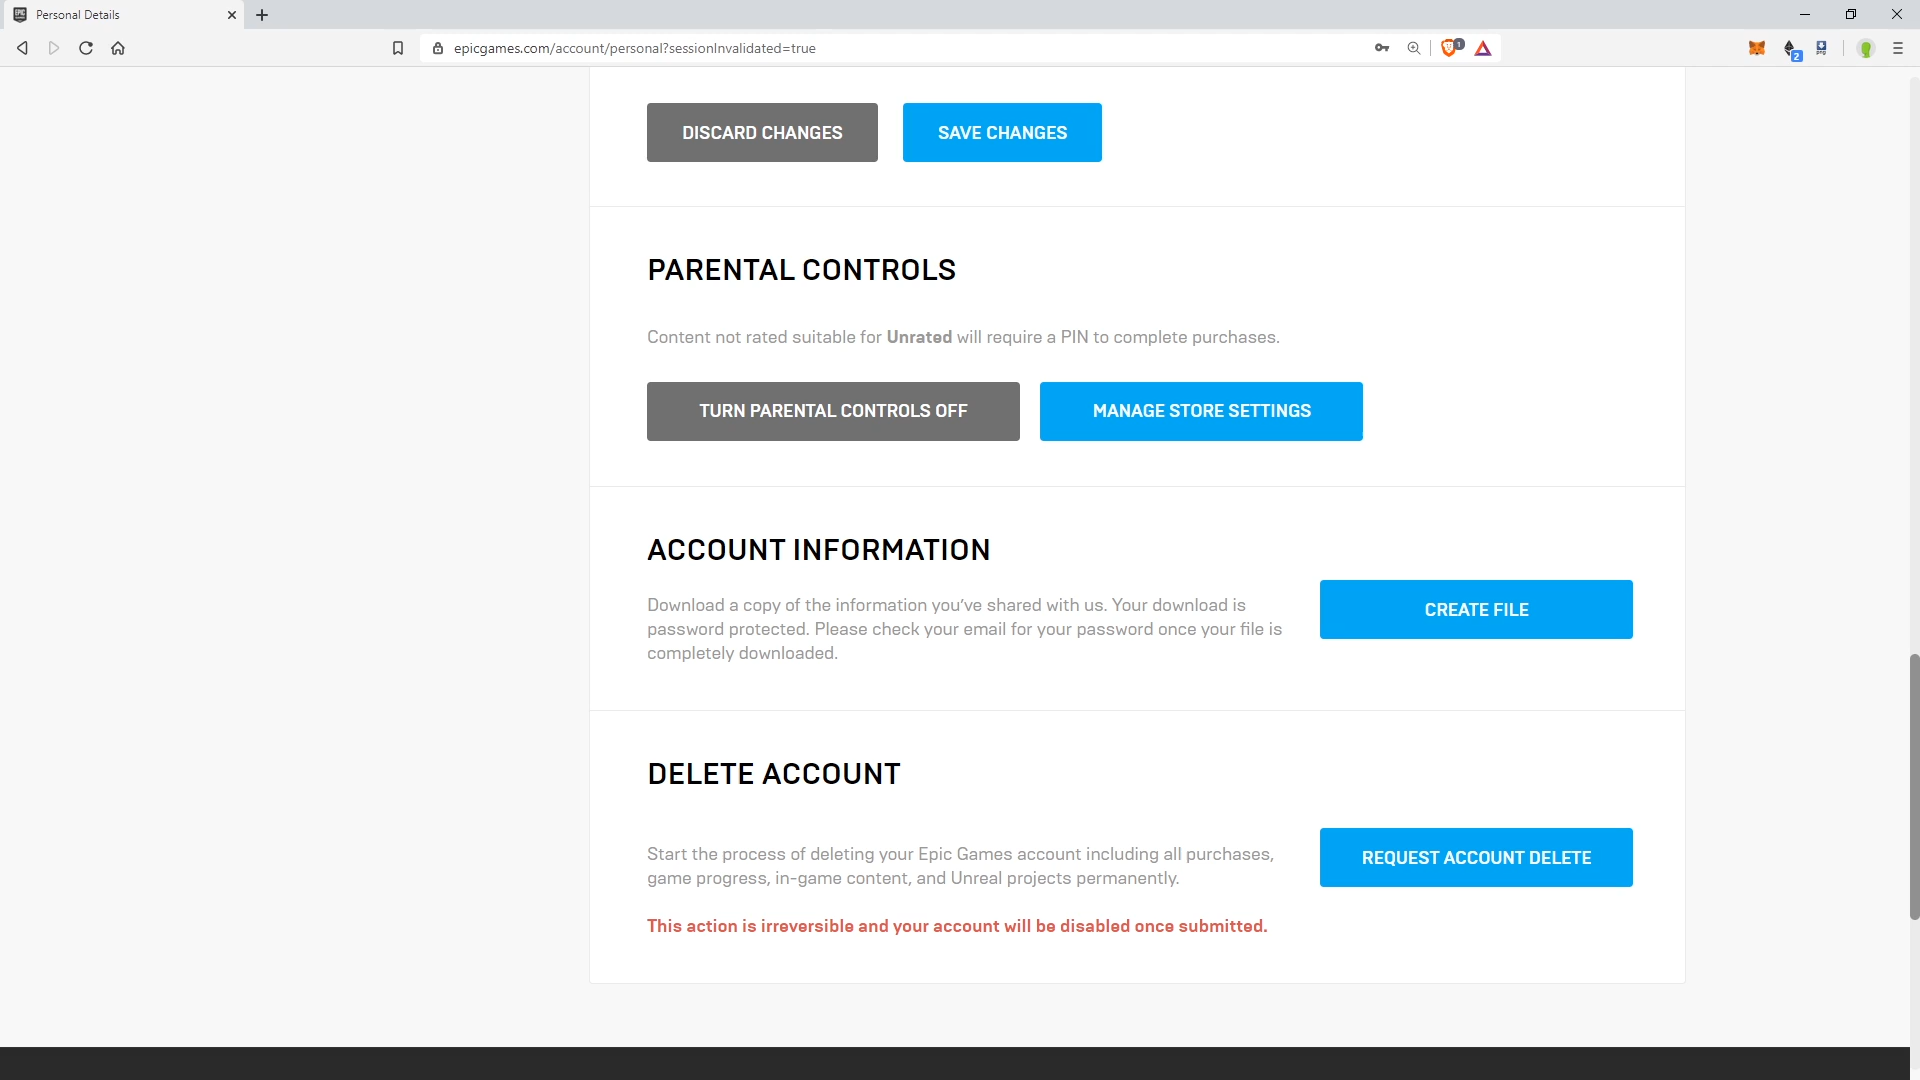 Personal Details
epicgames.com/account/personal?sessionInvalidated=true
1
2
DISCARD CHANGES
SAVE CHANGES
PARENTAL CONTROLS
Content not rated suitable for Unrated will require a PIN to complete purchases.
TURN PARENTAL CONTROLS OFF
MANAGE STORE SETTINGS
ACCOUNT INFORMATION
Download a copy of the information you've shared with us. Your download is
password protected. Please check your email for your password once your file is
completely downloaded.
CREATE FILE
DELETE ACCOUNT
Start the process of deleting your Epic Games account including all purchases,
game progress, in-game content, and Unreal projects permanently.
REQUEST ACCOUNT DELETE
This action is irreversible and your account will be disabled once submitted.